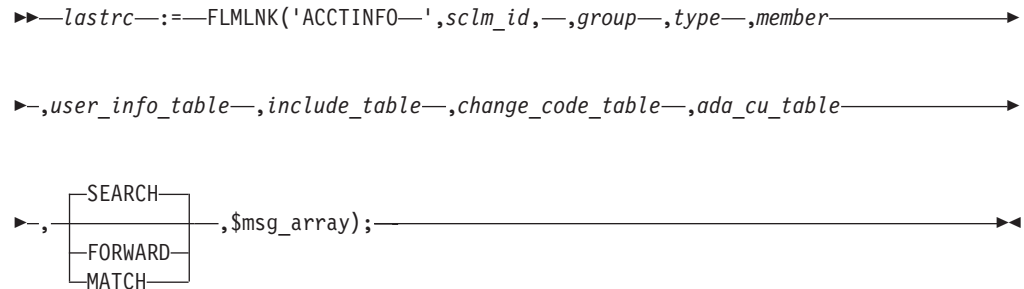 lastrc := FLMLNK('ACCTINFO ',sclm_id, ,group ,type ,member
,user_info_table ,include_table ,change_code_table ,ada_cu_table
SEARCH
, ,$msg_array);
FORWARD
MATCH